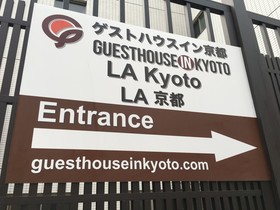 ゲストハウスイン京都
GUESTHOUSE IN KYOTO
LA Kyoto
LA 京都
Entrance
guesthouseinkyoto.com